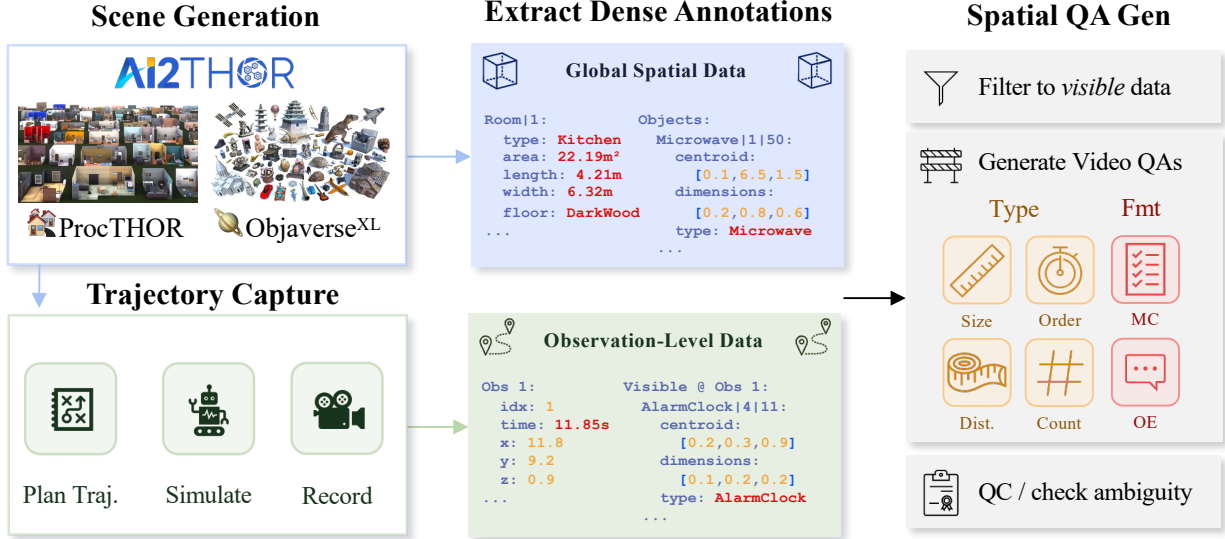 Scene Generation
AI2THOR
ProcTHOR
Objaverse^XL
Trajectory Capture
Plan Traj.
Simulate
Record
Extract Dense Annotations
Global Spatial Data
Room|1:
type: Kitchen
area: 22.19m²
length: 4.21m
width: 6.32m
floor: DarkWood
...
Objects:
Microwave|1|50:
centroid:
[0.1,6.5,1.5]
dimensions:
[0.2,0.8,0.6]
type: Microwave
...
Observation-Level Data
Obs 1:
idx: 1
time: 11.85s
x: 11.8
y: 9.2
z: 0.9
...
Visible @ Obs 1:
AlarmClock|4|11:
centroid:
[0.2,0.3,0.9]
dimensions:
[0.1,0.2,0.2]
type: AlarmClock
...
Spatial QA Gen
Filter to visible data
Generate Video QAs
Type Fmt
Size Order MC
Dist. Count OE
QC / check ambiguity